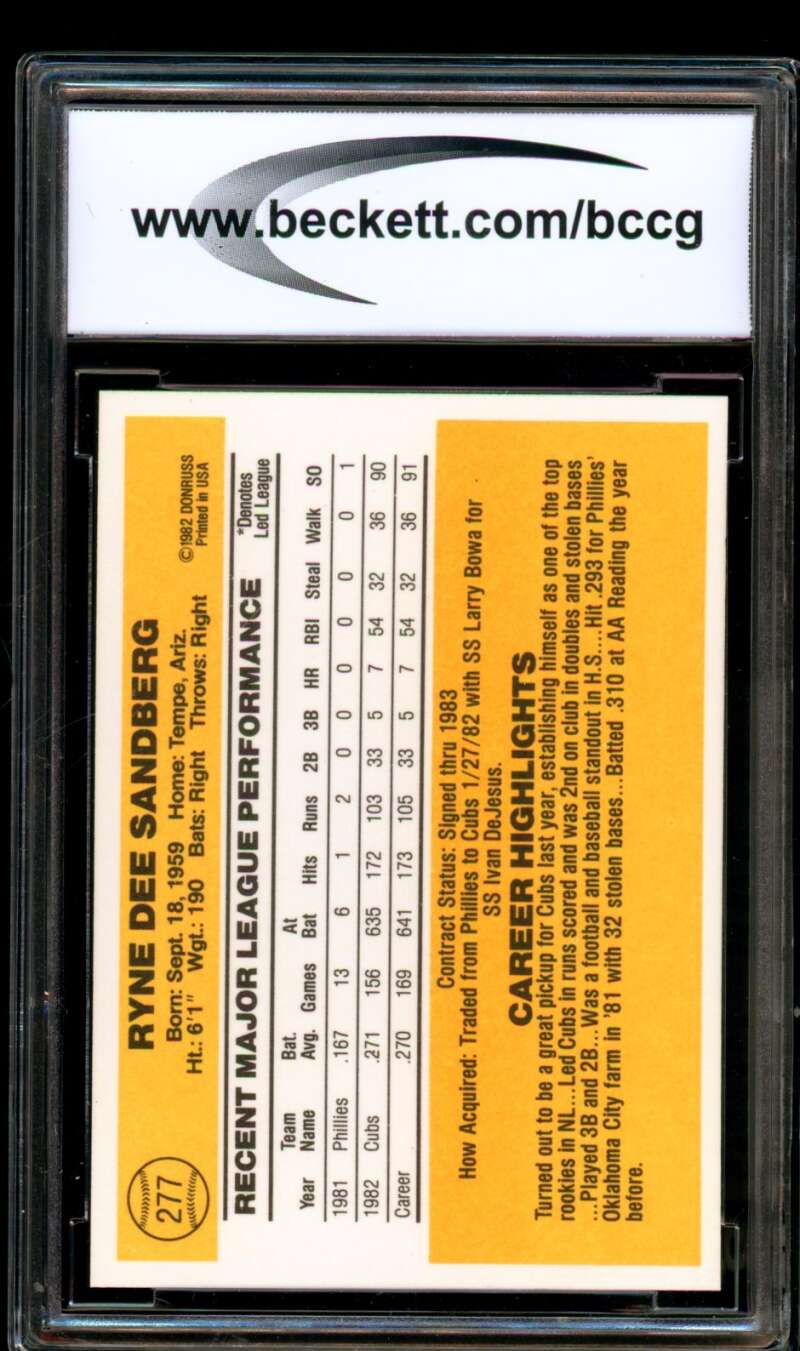 www.beckett.com/bccg
277
RYNE DEE SANDBERG
Born: Sept. 18, 1959 Home: Tempe, Ariz.
Ht.: 6'1" Wgt.: 190 Bats: Right Throws: Right
©1982 DONRUSS
Printed in USA
RECENT MAJOR LEAGUE PERFORMANCE
*Denotes
Led League
Year Team Name Bat. Avg. Games At Bat Hits Runs 2B 3B HR RBI Steal Walk SO
1981 Phillies .167 13 6 1 2 0 0 0 0 0 0 1
1982 Cubs .271 156 635 172 103 33 5 7 54 32 36 90
Career .270 169 641 173 105 33 5 7 54 32 36 91
Contract Status: Signed thru 1983
How Acquired: Traded from Phillies to Cubs 1/27/82 with SS Larry Bowa for
SS Ivan DeJesus.
CAREER HIGHLIGHTS
Turned out to be a great pickup for Cubs last year, establishing himself as one of the top
rookies in NL...Led Cubs in runs scored and was 2nd on club in doubles and stolen bases
...Played 3B and 2B...Was a football and baseball standout in H.S....Hit .293 for Phillies'
Oklahoma City farm in '81 with 32 stolen bases...Batted .310 at AA Reading the year
before.